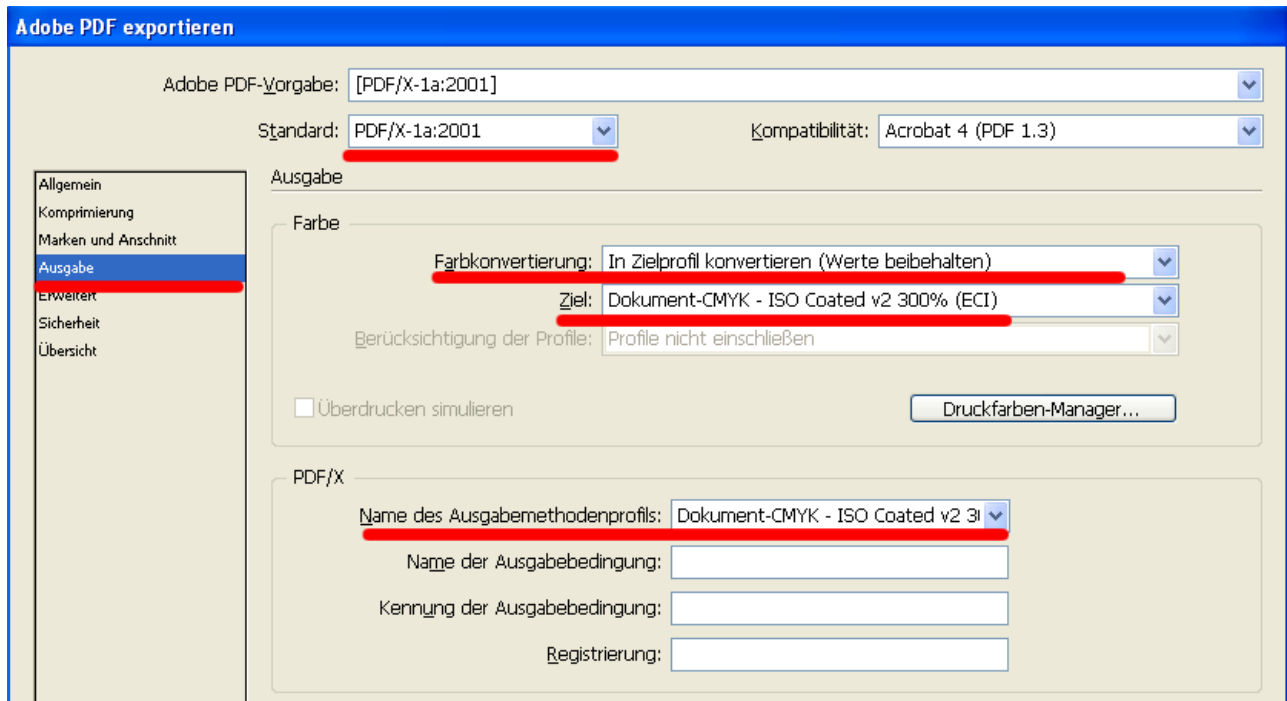 Adobe PDF exportieren
Adobe PDF-Vorgabe: [PDF/X-1a:2001]
Standard: PDF/X-1a:2001 Kompatibilität: Acrobat 4 (PDF 1.3)
Allgemein
Komprimierung
Marken und Anschnitt
Ausgabe
Erweitert
Sicherheit
Übersicht
Ausgabe
Farbe
Farbkonvertierung: In Zielprofil konvertieren (Werte beibehalten)
Ziel: Dokument-CMYK - ISO Coated v2 300% (ECI)
Berücksichtigung der Profile: Profile nicht einschließen
Überdrucken simulieren Druckfarben-Manager...
PDF/X
Name des Ausgabemethodenprofils: Dokument-CMYK - ISO Coated v2 3
Name der Ausgabebedingung:
Kennung der Ausgabebedingung:
Registrierung: